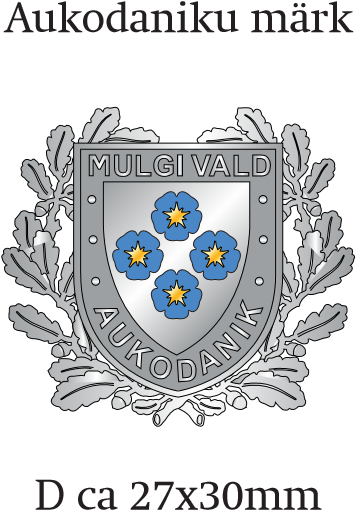 Aukodaniku märk
MULGI VALD
AUKODANIK
D ca 27x30mm